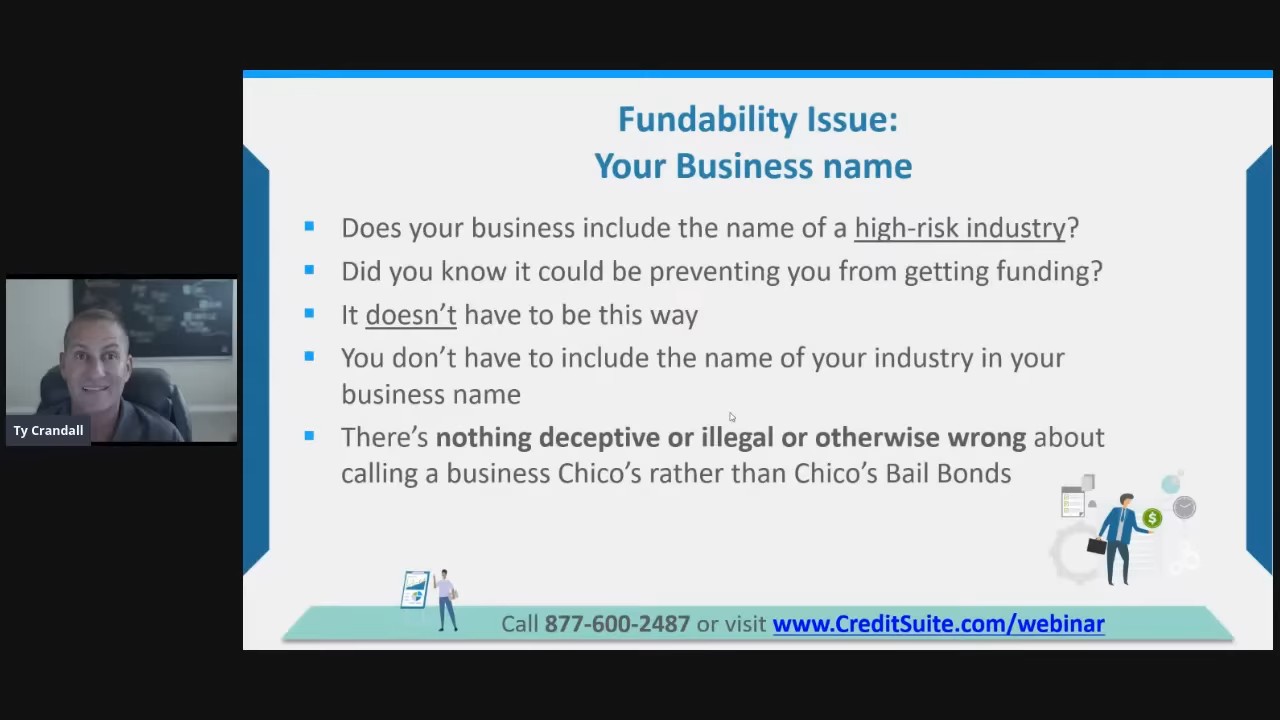 Fundability Issue:
Your Business name
Does your business include the name of a high-risk industry?
Did you know it could be preventing you from getting funding?
It doesn't have to be this way
You don't have to include the name of your industry in your
business name
There's nothing deceptive or illegal or otherwise wrong about
calling a business Chico's rather than Chico's Bail Bonds
Ty Crandall
Call 877-600-2487 or visit www.CreditSuite.com/webinar